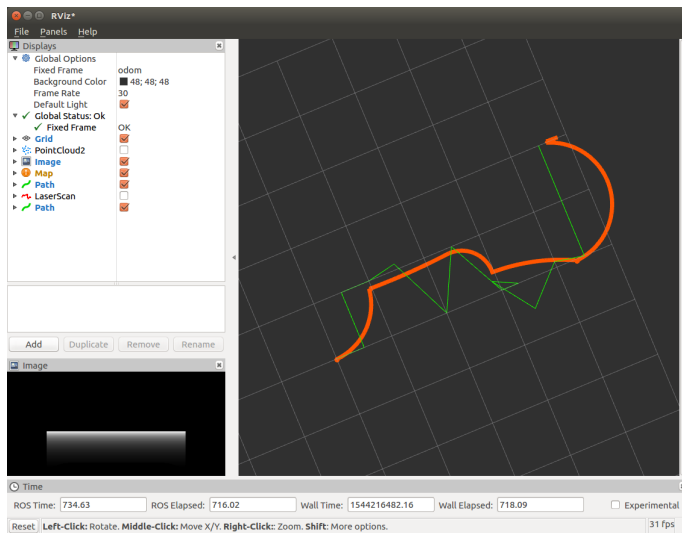 RViz*
File Panels Help
Displays
Global Options
Fixed Frame odom
Background Color 48; 48; 48
Frame Rate 30
Default Light
Global Status: Ok
Fixed Frame OK
Grid
PointCloud2
Image
Map
Path
LaserScan
Path
Add Duplicate Remove Rename
Image
Time
ROS Time: 734.63 ROS Elapsed: 716.02 Wall Time: 1544216482.16 Wall Elapsed: 718.09 Experimental
Reset Left-Click: Rotate. Middle-Click: Move X/Y. Right-Click:: Zoom. Shift: More options. 31 fps